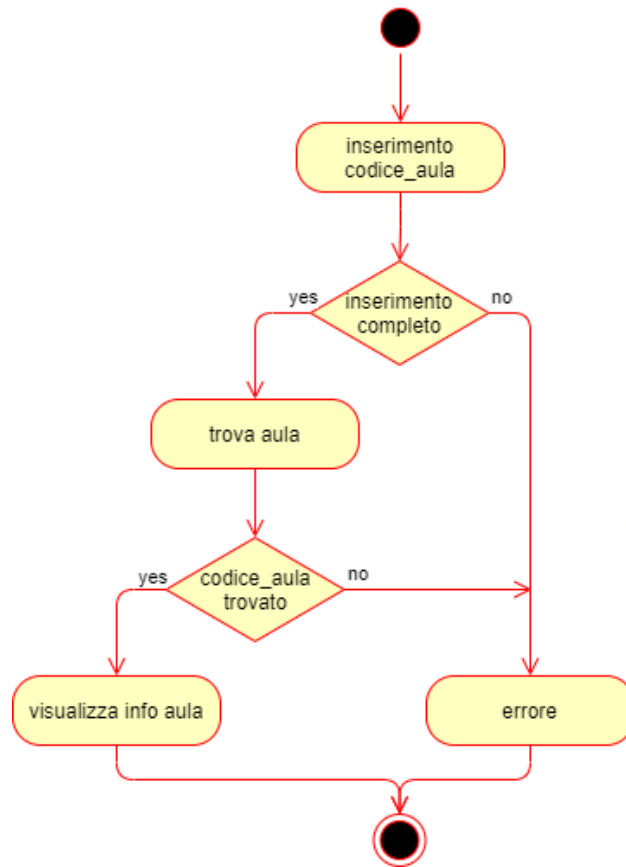 inserimento
codice_aula
yes
inserimento
completo
no
trova aula
yes
codice_aula
trovato
no
visualizza info aula
errore